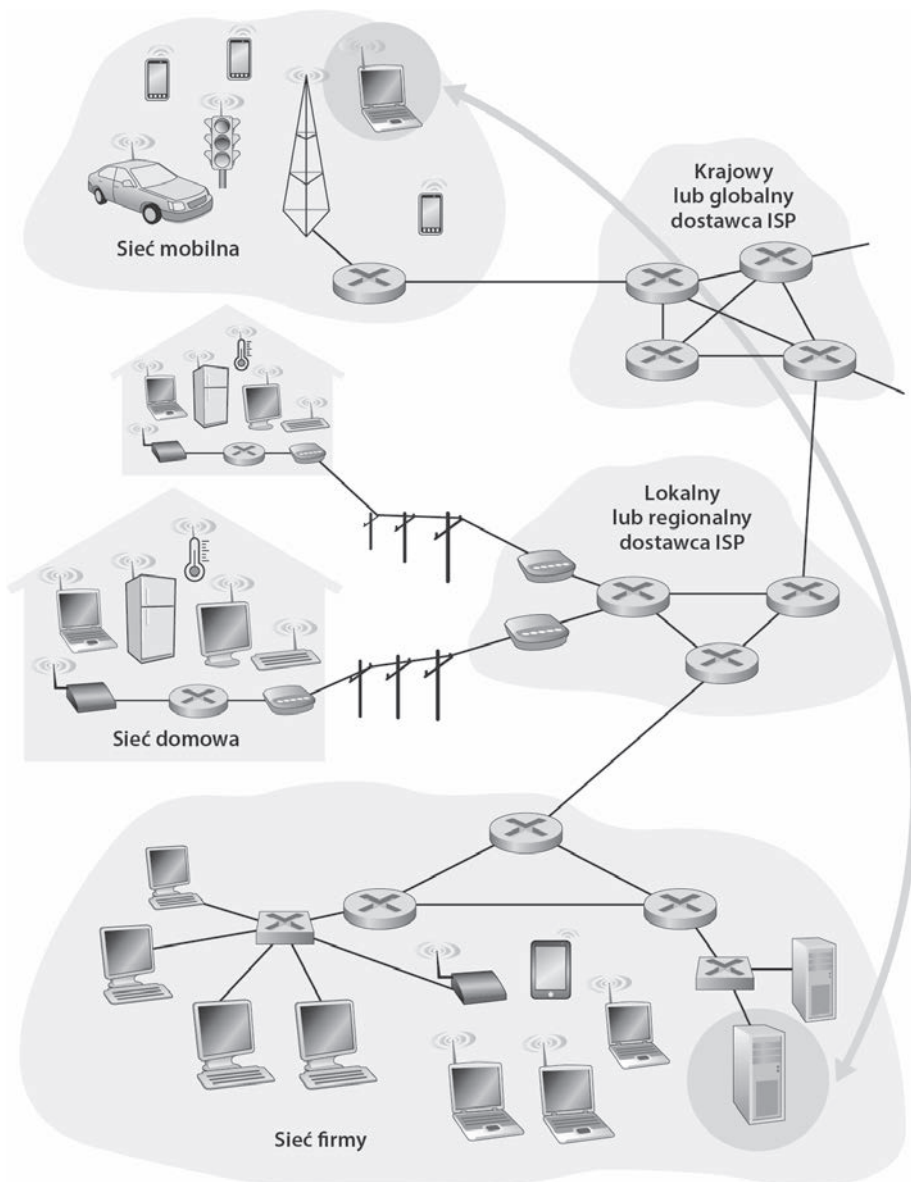 Sieć mobilna
Krajowy
lub globalny
dostawca ISP
Lokalny
lub regionalny
dostawca ISP
Sieć domowa
Sieć firmy